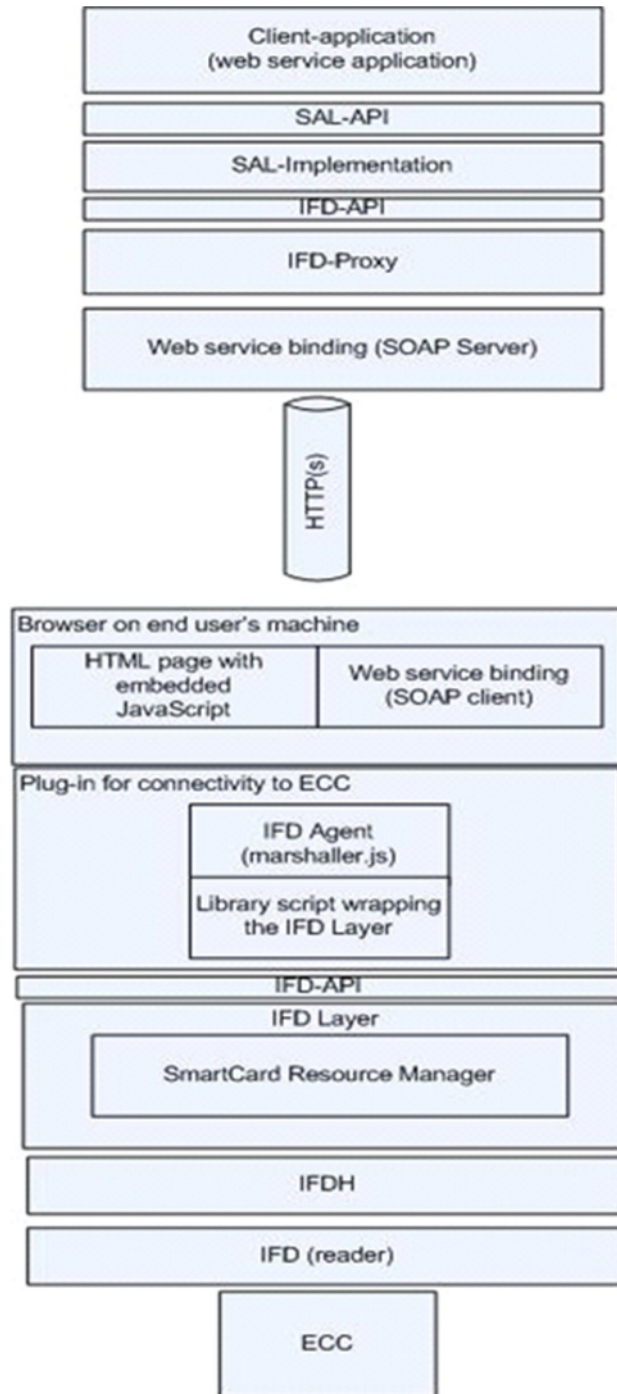 Client-application
(web service application)
SAL-API
SAL-Implementation
IFD-API
IFD-Proxy
Web service binding (SOAP Server)
HTTP(s)
Browser on end user's machine
HTML page with
embedded
JavaScript
Web service binding
(SOAP client)
Plug-in for connectivity to ECC
IFD Agent
(marshaller.js)
Library script wrapping
the IFD Layer
IFD-API
IFD Layer
SmartCard Resource Manager
IFDH
IFD (reader)
ECC